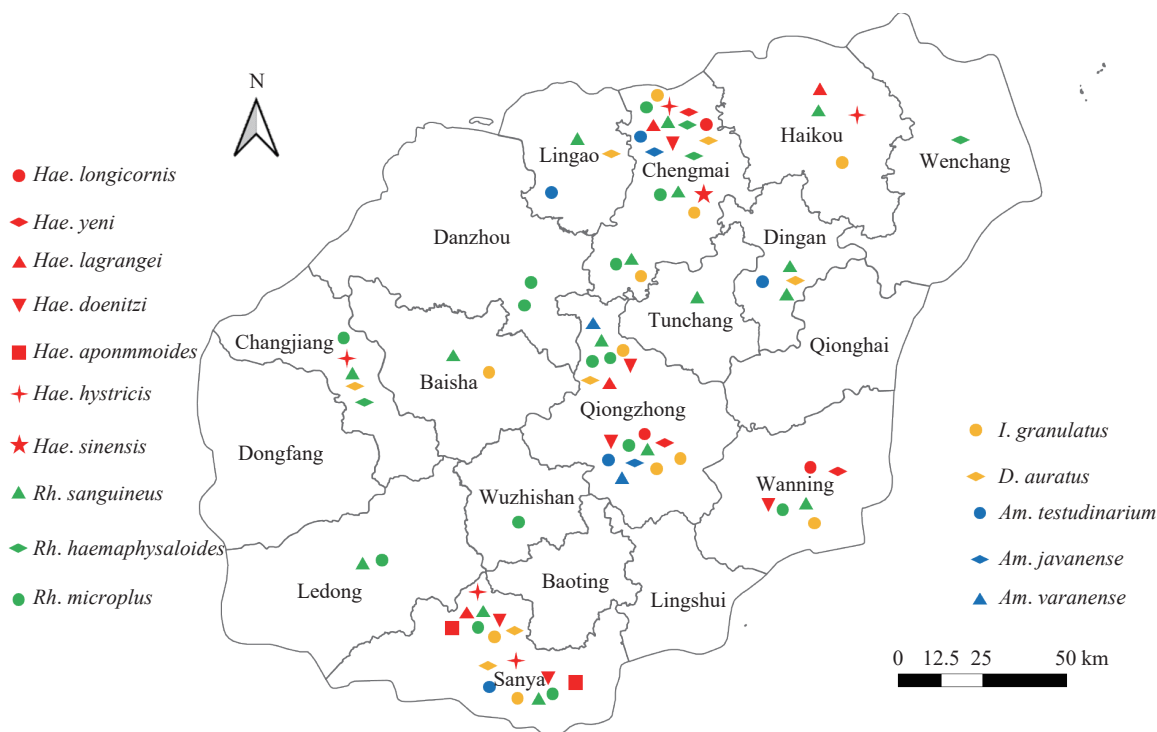 N
Hae. longicornis
Hae. yeni
Hae. lagrangei
Hae. doenitzi
Hae. aponmmoides
Hae. hystricis
Hae. sinensis
Rh. sanguineus
Rh. haemaphysaloides
Rh. microplus
Lingao
Chengmai
Haikou
Wenchang
Danzhou
Dingan
Tunchang
Qionghai
Changjiang
Baisha
Qiongzhong
Dongfang
Wuzhishan
Wanning
Ledong
Baoting
Lingshui
Sanya
I. granulatus
D. auratus
Am. testudinarium
Am. javanense
Am. varanense
0 12.5 25 50 km